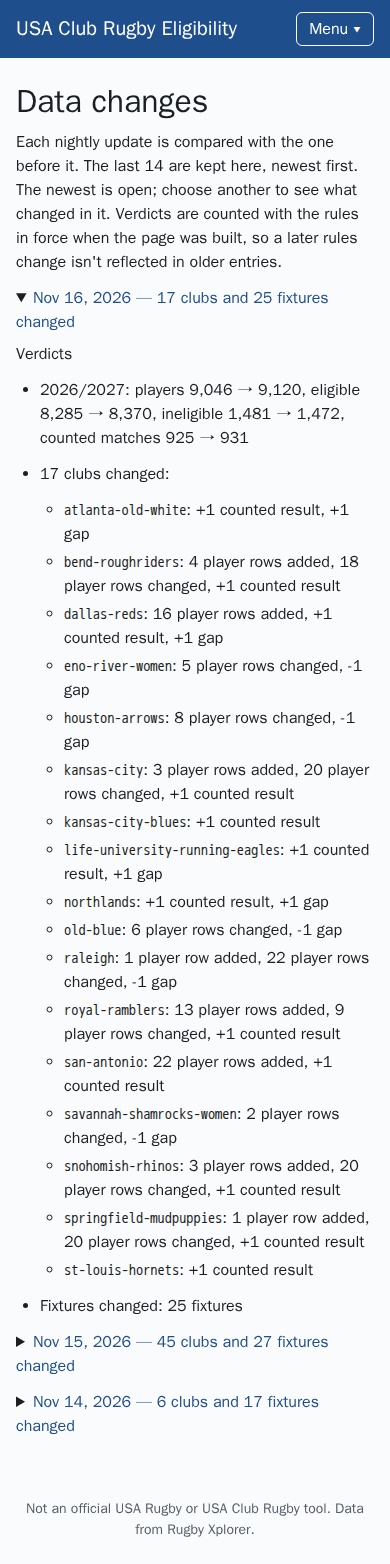 USA Club Rugby Eligibility
Menu ▾
Data changes
Each nightly update is compared with the one
before it. The last 14 are kept here, newest first.
The newest is open; choose another to see what
changed in it. Verdicts are counted with the rules
in force when the page was built, so a later rules
change isn't reflected in older entries.
▼ Nov 16, 2026 — 17 clubs and 25 fixtures
changed
Verdicts
• 2026/2027: players 9,046 → 9,120, eligible
8,285 → 8,370, ineligible 1,481 → 1,472,
counted matches 925 → 931
• 17 clubs changed:
◦ atlanta-old-white: +1 counted result, +1
gap
◦ bend-roughriders: 4 player rows added, 18
player rows changed, +1 counted result
◦ dallas-reds: 16 player rows added, +1
counted result, +1 gap
◦ eno-river-women: 5 player rows changed, -1
gap
◦ houston-arrows: 8 player rows changed, -1
gap
◦ kansas-city: 3 player rows added, 20 player
rows changed, +1 counted result
◦ kansas-city-blues: +1 counted result
◦ life-university-running-eagles: +1 counted
result, +1 gap
◦ northlands: +1 counted result, +1 gap
◦ old-blue: 6 player rows changed, -1 gap
◦ raleigh: 1 player row added, 22 player rows
changed, -1 gap
◦ royal-ramblers: 13 player rows added, 9
player rows changed, +1 counted result
◦ san-antonio: 22 player rows added, +1
counted result
◦ savannah-shamrocks-women: 2 player rows
changed, -1 gap
◦ snohomish-rhinos: 3 player rows added, 20
player rows changed, +1 counted result
◦ springfield-mudpuppies: 1 player row added,
20 player rows changed, +1 counted result
◦ st-louis-hornets: +1 counted result
• Fixtures changed: 25 fixtures
▶ Nov 15, 2026 — 45 clubs and 27 fixtures
changed
▶ Nov 14, 2026 — 6 clubs and 17 fixtures
changed
Not an official USA Rugby or USA Club Rugby tool. Data
from Rugby Xplorer.